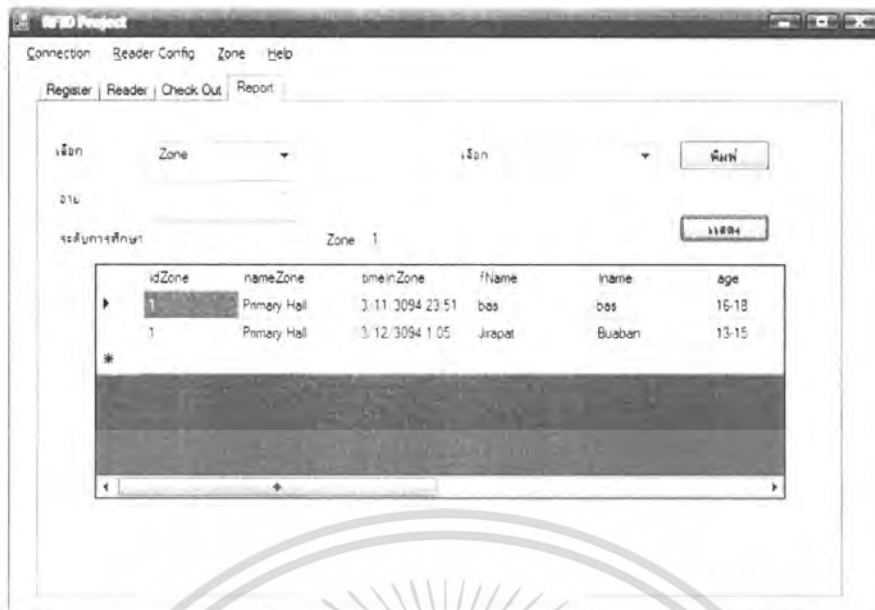 RFID Project
Connection Reader Config Zone Help
Register Reader Check Out Report
เลือก Zone เลือก พิมพ์
อายุ
แสดง
ระดับการศึกษา Zone 1
idZone nameZone timeInZone fName lname age
1 Primary Hall 3/11/3094 23:51 bas bas 16-18
1 Primary Hall 3/12/3094 1:05 Jirapat Buaban 13-15